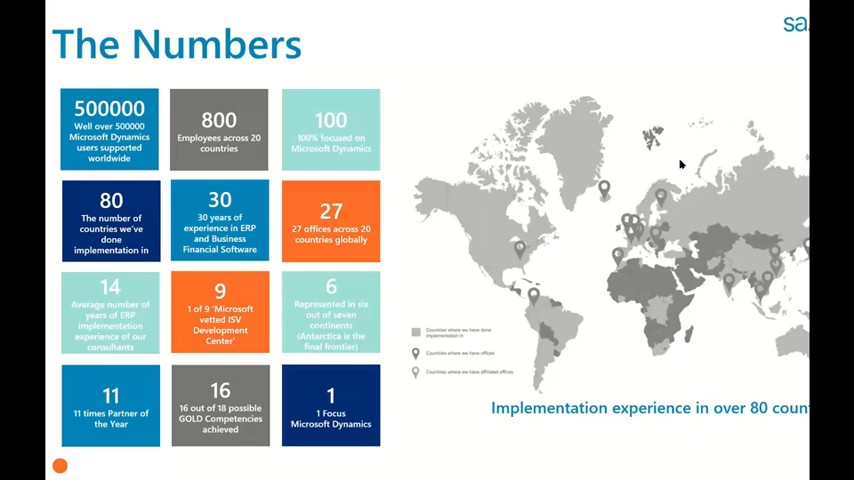 The Numbers
sa
500000
Well over 500000
Microsoft Dynamics
users supported
worldwide
800
Employees across 20
countries
100
100% focused on
Microsoft Dynamics
80
The number of
countries we've
done
implementation in
30
30 years of
experience in ERP
and Business
Financial Software
27
27 offices across 20
countries globally
14
Average number of
years of ERP
implementation
experience of our
consultants
9
1 of 9 'Microsoft
vetted ISV
Development
Center'
6
Represented in six
out of seven
continents
(Antarctica is the
final frontier)
11
11 times Partner of
the Year
16
16 out of 18 possible
GOLD Competencies
achieved
1
1 Focus
Microsoft Dynamics
Countries where we have done
implementation in
Countries where we have offices
Countries where we have affiliated offices
Implementation experience in over 80 coun